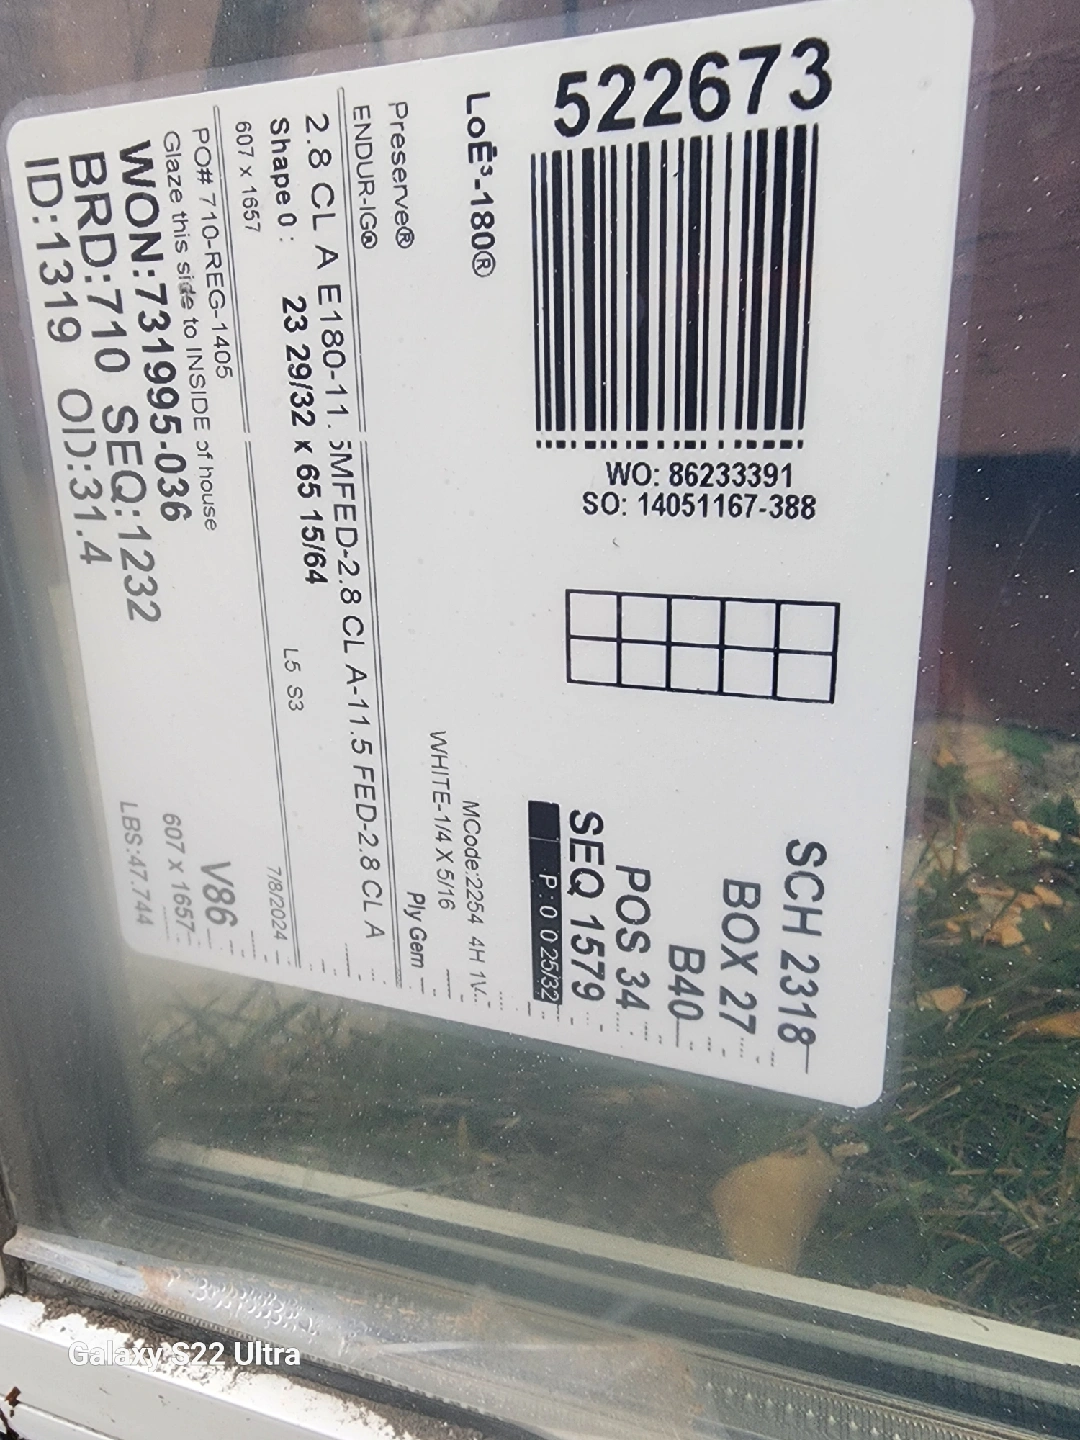 522673
WO: 86233391
SO: 14051167-388
SCH 2318
BOX 27
B40
POS 34
SEQ 1579
P: 0 0 25/32
LoĒ³-180®
MCode:2254 4H 1V
WHITE-1/4 X 5/16
Preserve®
Ply Gem
ENDUR-IG®
2.8 CL A E180-11.5MFED-2.8 CL A-11.5 FED-2.8 CL A
Shape 0 : 23 29/32 x 65 15/64 L5 S3
607 x 1657
7/8/2024
PO# 710-REG-1405
V86
Glaze this side to INSIDE of house
607 x 1657
WON:731995-036
LBS:47.744
BRD:710 SEQ:1232
ID:1319 OD:31.4
Galaxy S22 Ultra